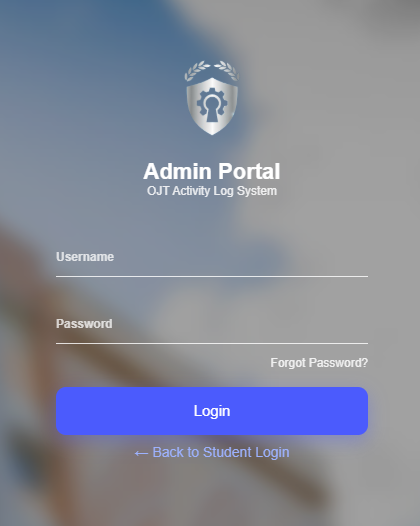 Admin Portal
OJT Activity Log System
Username
Password
Forgot Password?
Login
← Back to Student Login